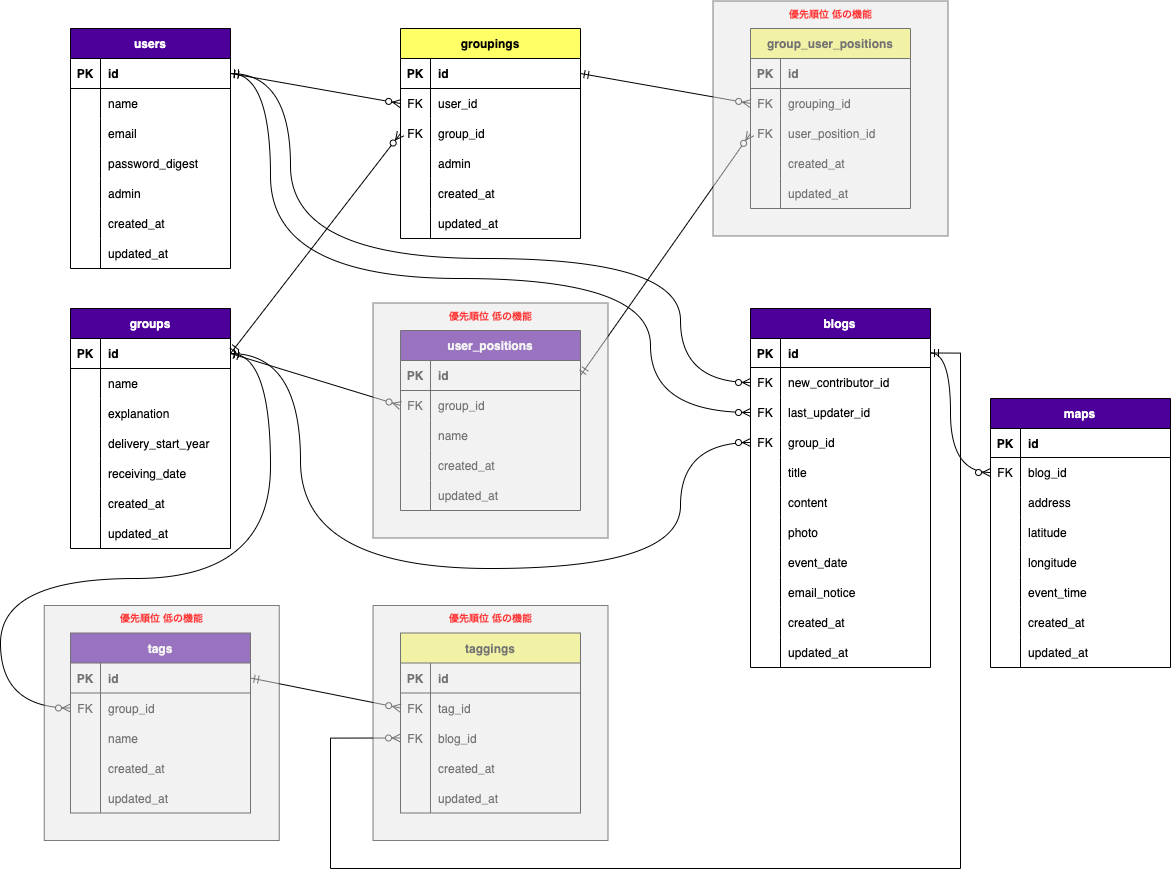 users
PK id
name
email
password_digest
admin
created_at
updated_at
groupings
PK id
FK user_id
FK group_id
admin
created_at
updated_at
優先順位 低の機能
group_user_positions
PK id
FK grouping_id
FK user_position_id
created_at
updated_at
groups
PK id
name
explanation
delivery_start_year
receiving_date
created_at
updated_at
優先順位 低の機能
user_positions
PK id
FK group_id
name
created_at
updated_at
blogs
PK id
FK new_contributor_id
FK last_updater_id
FK group_id
title
content
photo
event_date
email_notice
created_at
updated_at
maps
PK id
FK blog_id
address
latitude
longitude
event_time
created_at
updated_at
優先順位 低の機能
tags
PK id
FK group_id
name
created_at
updated_at
優先順位 低の機能
taggings
PK id
FK tag_id
FK blog_id
created_at
updated_at